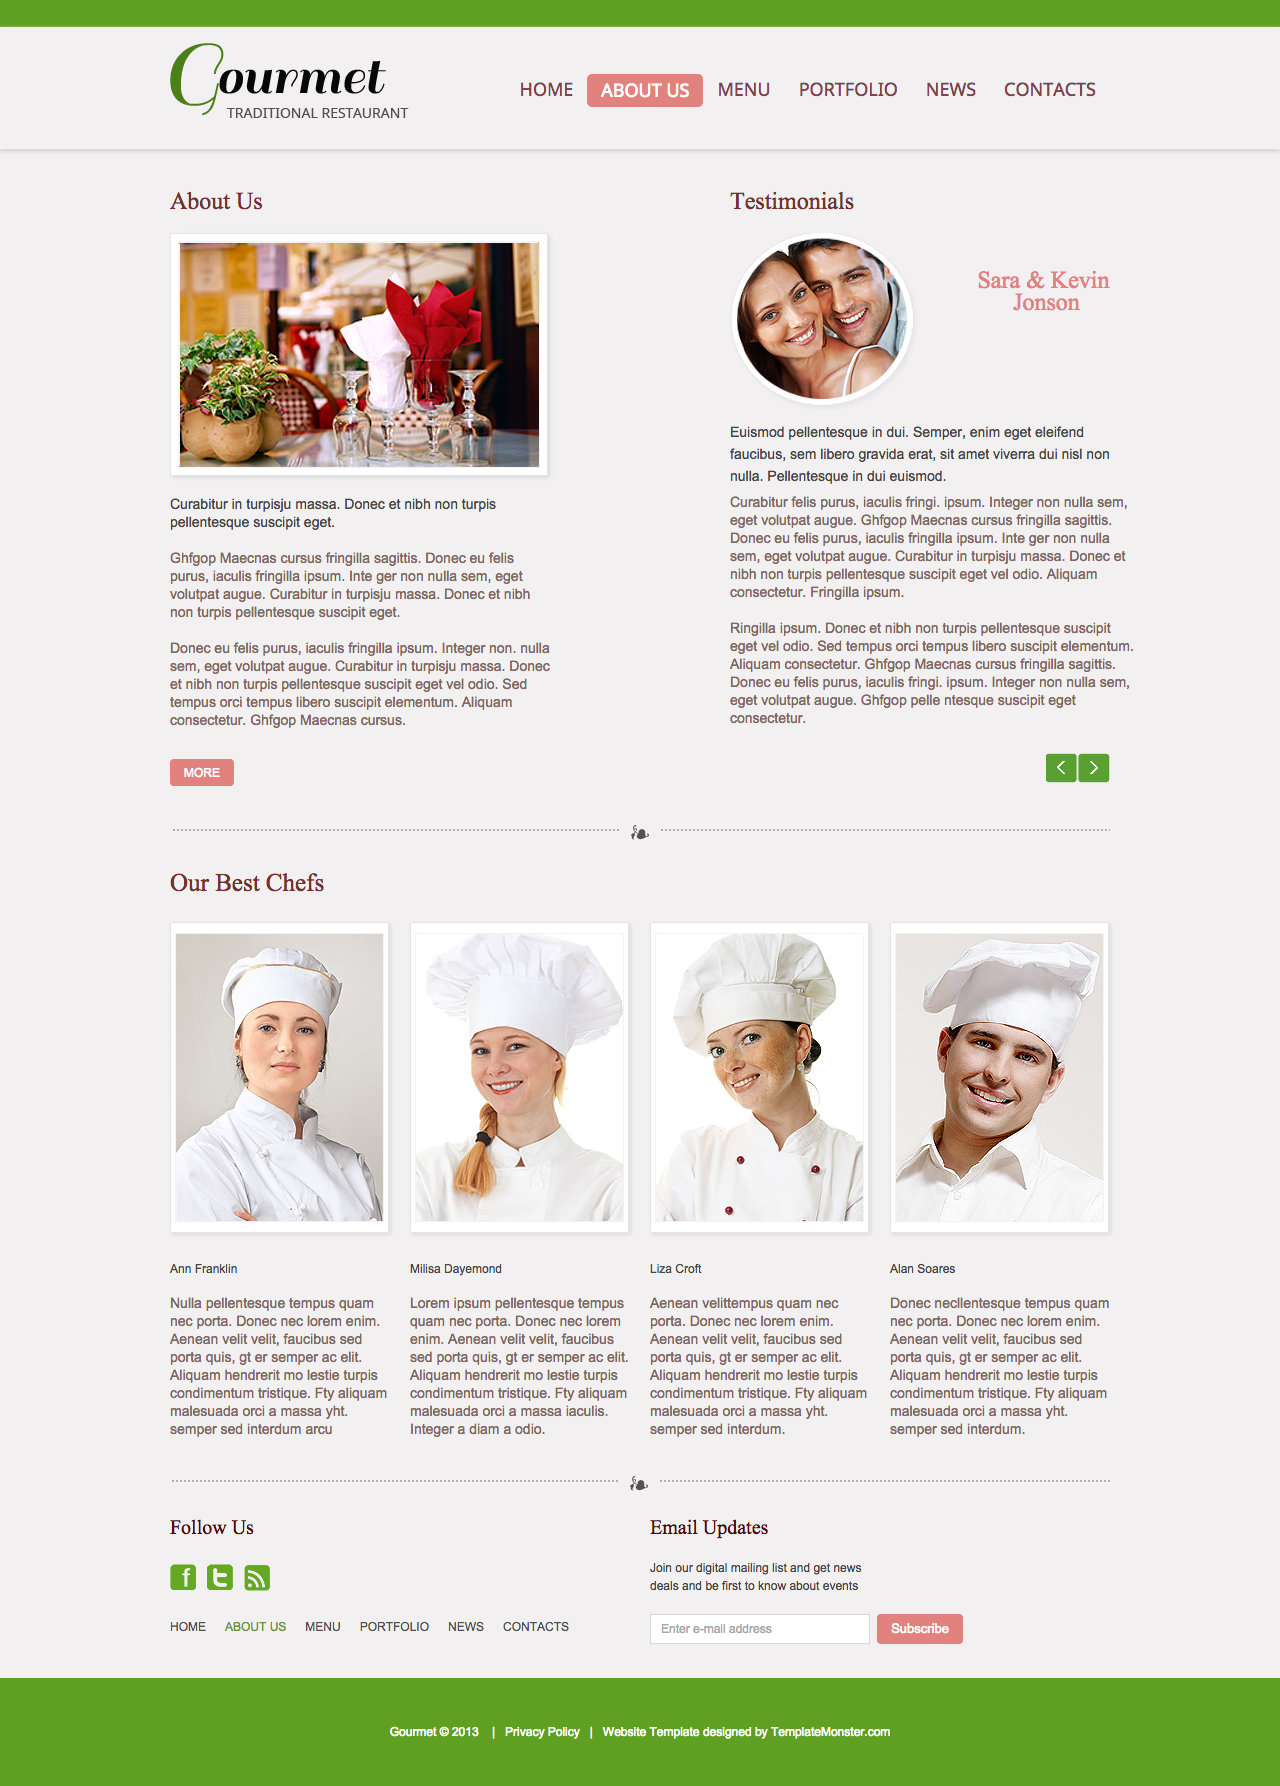 Gourmet
TRADITIONAL RESTAURANT
HOME ABOUT US MENU PORTFOLIO NEWS CONTACTS
About Us
Curabitur in turpisju massa. Donec et nibh non turpis
pellentesque suscipit eget.
Ghfgop Maecnas cursus fringilla sagittis. Donec eu felis
purus, iaculis fringilla ipsum. Inte ger non nulla sem, eget
volutpat augue. Curabitur in turpisju massa. Donec et nibh
non turpis pellentesque suscipit eget.
Donec eu felis purus, iaculis fringilla ipsum. Integer non. nulla
sem, eget volutpat augue. Curabitur in turpisju massa. Donec
et nibh non turpis pellentesque suscipit eget vel odio. Sed
tempus orci tempus libero suscipit elementum. Aliquam
consectetur. Ghfgop Maecnas cursus.
MORE
Testimonials
Sara & Kevin
Jonson
Euismod pellentesque in dui. Semper, enim eget eleifend
faucibus, sem libero gravida erat, sit amet viverra dui nisl non
nulla. Pellentesque in dui euismod.
Curabitur felis purus, iaculis fringi. ipsum. Integer non nulla sem,
eget volutpat augue. Ghfgop Maecnas cursus fringilla sagittis.
Donec eu felis purus, iaculis fringilla ipsum. Inte ger non nulla
sem, eget volutpat augue. Curabitur in turpisju massa. Donec et
nibh non turpis pellentesque suscipit eget vel odio. Aliquam
consectetur. Fringilla ipsum.
Ringilla ipsum. Donec et nibh non turpis pellentesque suscipit
eget vel odio. Sed tempus orci tempus libero suscipit elementum.
Aliquam consectetur. Ghfgop Maecnas cursus fringilla sagittis.
Donec eu felis purus, iaculis fringi. ipsum. Integer non nulla sem,
eget volutpat augue. Ghfgop pelle ntesque suscipit eget
consectetur.
Our Best Chefs
Ann Franklin
Nulla pellentesque tempus quam
nec porta. Donec nec lorem enim.
Aenean velit velit, faucibus sed
porta quis, gt er semper ac elit.
Aliquam hendrerit mo lestie turpis
condimentum tristique. Fty aliquam
malesuada orci a massa yht.
semper sed interdum arcu
Milisa Dayemond
Lorem ipsum pellentesque tempus
quam nec porta. Donec nec lorem
enim. Aenean velit velit, faucibus
sed porta quis, gt er semper ac elit.
Aliquam hendrerit mo lestie turpis
condimentum tristique. Fty aliquam
malesuada orci a massa iaculis.
Integer a diam a odio.
Liza Croft
Aenean velittempus quam nec
porta. Donec nec lorem enim.
Aenean velit velit, faucibus sed
porta quis, gt er semper ac elit.
Aliquam hendrerit mo lestie turpis
condimentum tristique. Fty aliquam
malesuada orci a massa yht.
semper sed interdum.
Alan Soares
Donec necllentesque tempus quam
nec porta. Donec nec lorem enim.
Aenean velit velit, faucibus sed
porta quis, gt er semper ac elit.
Aliquam hendrerit mo lestie turpis
condimentum tristique. Fty aliquam
malesuada orci a massa yht.
semper sed interdum.
Follow Us
HOME ABOUT US MENU PORTFOLIO NEWS CONTACTS
Email Updates
Join our digital mailing list and get news
deals and be first to know about events
Enter e-mail address Subscribe
Gourmet © 2013 | Privacy Policy | Website Template designed by TemplateMonster.com